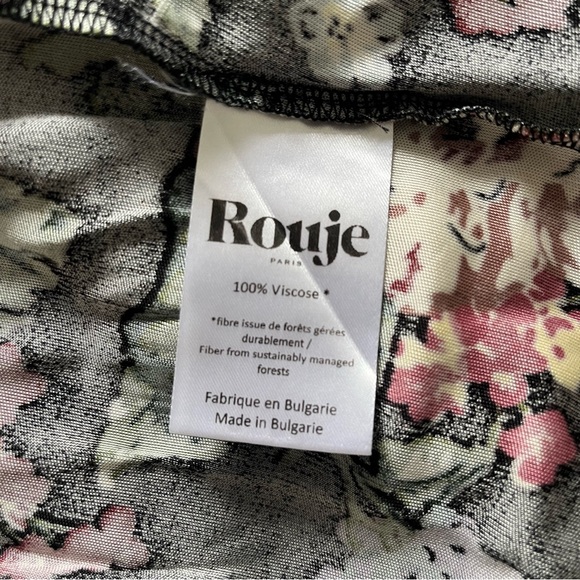 Rouje
PARIS
100% Viscose *
*fibre issue de forêts gérées
durablement /
Fiber from sustainably managed
forests
Fabrique en Bulgarie
Made in Bulgarie